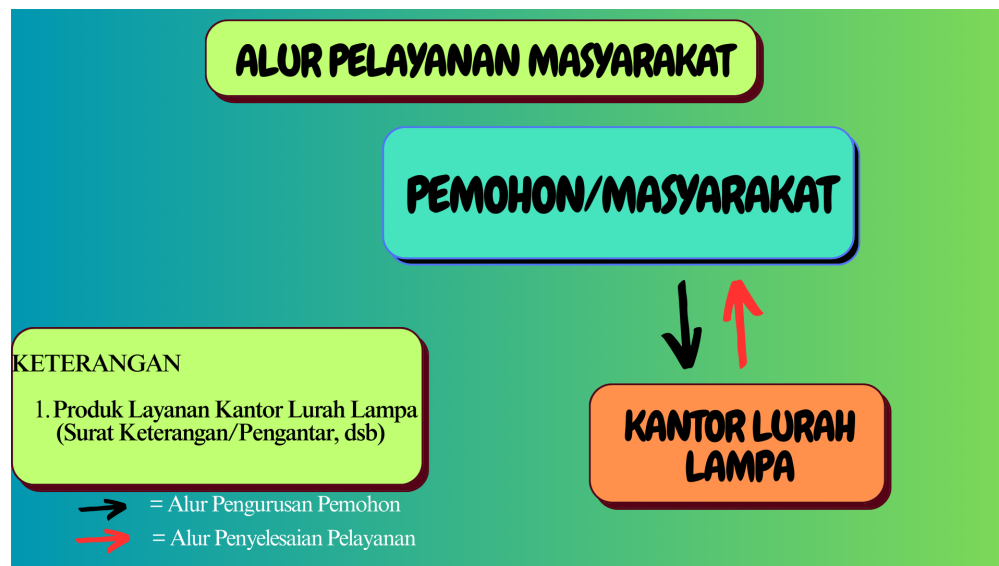 ALUR PELAYANAN MASYARAKAT
PEMOHON/MASYARAKAT
KANTOR LURAH
LAMPA
KETERANGAN
1. Produk Layanan Kantor Lurah Lampa
(Surat Keterangan/Pengantar, dsb)
= Alur Pengurusan Pemohon
= Alur Penyelesaian Pelayanan